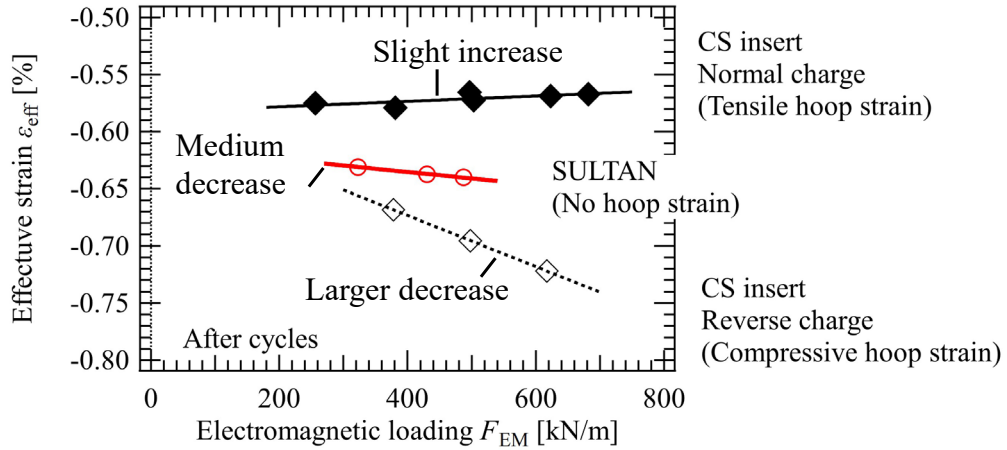 -0.50
-0.55
-0.60
-0.65
-0.70
-0.75
-0.80
Effectuve strain εeff [%]
Slight increase
Medium
decrease
Larger decrease
After cycles
0
200
400
600
800
Electromagnetic loading FEM [kN/m]
CS insert
Normal charge
(Tensile hoop strain)
SULTAN
(No hoop strain)
CS insert
Reverse charge
(Compressive hoop strain)